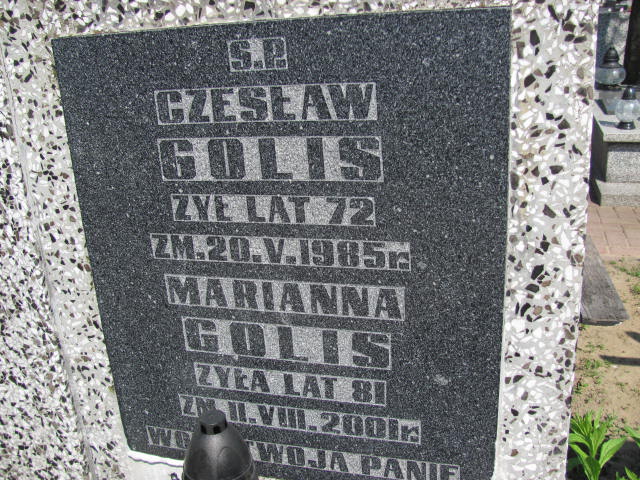 Ś.P.
CZESŁAW
GOLIS
ŻYŁ LAT 72
ZM. 20.V.1985r.
MARIANNA
GOLIS
ŻYŁA LAT 81
ZM. 11.VIII.2001r.
PANIE